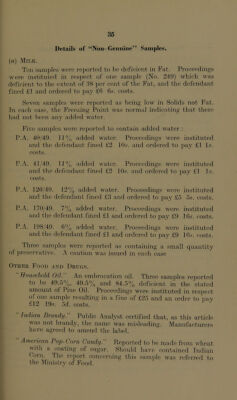 35
Details of "Non-Genuine" Samples.
(a) Milk.
Ten samples were reported to be deficient in Fat. Proceedings
were instituted in respect of one sample (No. 249) which was
deficient to the extent of 38 per cent of the Fat, and the defendant
fined £1 and ordered to pay £6 6s. costs.
Seven samples were reported as being low in Solids not Fat.
In each case, the Freezing Point was normal indicating that there
had not been any added water.
Five samples were reported to contain added water
P.A. 40/49. 11% added water. Proceedings were instituted
and the defendant fined £2 10s. and ordered to pay £1 1s.
costs.
P.A. 41/49. 11% added water. Proceedings were instituted
and the defendant fined £2 10s. and ordered to pay £1 1s.
costs.
P.A. 126/49. 12% added water. Proceedings were instituted
and the defendant fined £3 and ordered to pay £5 5s. costs.
P.A. 170/49. 7% added water. Proceedings were instituted
and the defendant fined £1 and ordered to pay £9 16s. costs.
P.A. 198/49. 6% added water. Proceedings were instituted
and the defendant fined £1 and ordered to pay £9 16s. costs.
Three samples were reported as containing a small quantity
of preservative. A caution was issued in each case
Other Food and Drugs.
"Household Oil." An embrocation oil. Three samples reported
to be 49.5%, 40.5% and 84.5% deficient in the stated
amount of Pine Oil. Proceedings were instituted in respect
of one sample resulting in a fine of £25 and an order to pay
£12 19s. 5d. costs.
"Indian Brandy." Public Analyst certified that, as this article
was not brandy, the name was misleading. Manufacturers
have agreed to amend the label.
"American Pop-Corn Candy." Reported to be made from wheat
with a coating of sugar. Should have contained Indian
Corn. The report concerning this sample was referred to
the Ministry of Food.